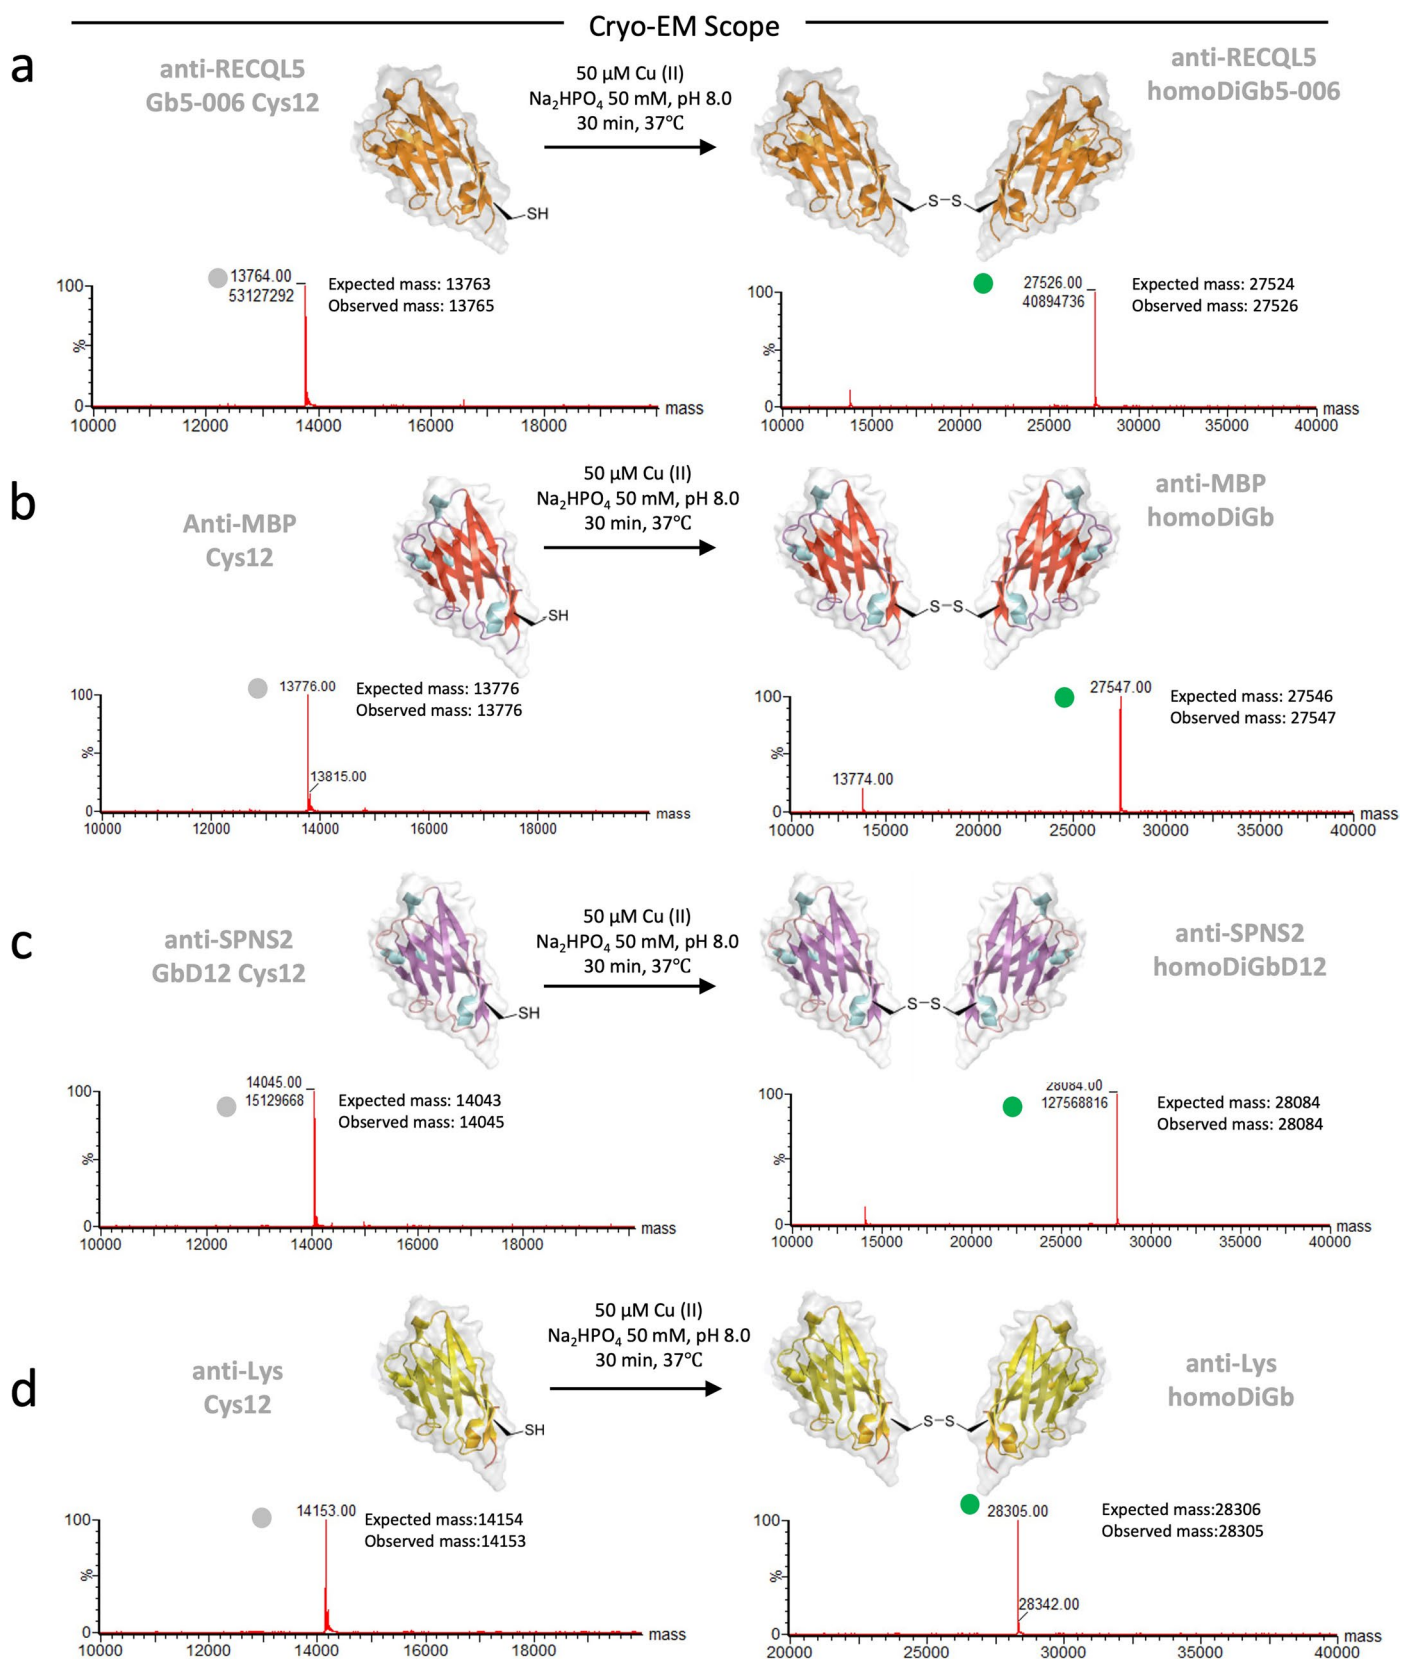 Cryo-EM Scope
a
anti-RECQL5
Gb5-006 Cys12
50 µM Cu (II)
Na₂HPO₄ 50 mM, pH 8.0
30 min, 37℃
anti-RECQL5
homoDiGb5-006
SH
S–S
13764.00
53127292
Expected mass: 13763
Observed mass: 13765
100
%
0
10000 12000 14000 16000 18000 mass
27526.00
40894736
Expected mass: 27524
Observed mass: 27526
100
%
0
10000 15000 20000 25000 30000 35000 40000 mass
b
Anti-MBP
Cys12
50 µM Cu (II)
Na₂HPO₄ 50 mM, pH 8.0
30 min, 37℃
anti-MBP
homoDiGb
SH
S–S
13776.00
13815.00
Expected mass: 13776
Observed mass: 13776
100
%
0
10000 12000 14000 16000 18000 mass
13774.00
27547.00
Expected mass: 27546
Observed mass: 27547
100
%
0
10000 15000 20000 25000 30000 35000 40000 mass
c
anti-SPNS2
GbD12 Cys12
50 µM Cu (II)
Na₂HPO₄ 50 mM, pH 8.0
30 min, 37℃
anti-SPNS2
homoDiGbD12
SH
S–S
14045.00
15129668
Expected mass: 14043
Observed mass: 14045
100
%
0
10000 12000 14000 16000 18000 mass
28084.00
127568816
Expected mass: 28084
Observed mass: 28084
100
%
0
10000 15000 20000 25000 30000 35000 40000 mass
d
anti-Lys
Cys12
50 µM Cu (II)
Na₂HPO₄ 50 mM, pH 8.0
30 min, 37℃
anti-Lys
homoDiGb
SH
S–S
14153.00
Expected mass:14154
Observed mass:14153
100
%
0
10000 12000 14000 16000 18000 mass
28305.00
28342.00
Expected mass:28306
Observed mass:28305
100
%
0
20000 25000 30000 35000 40000 mass